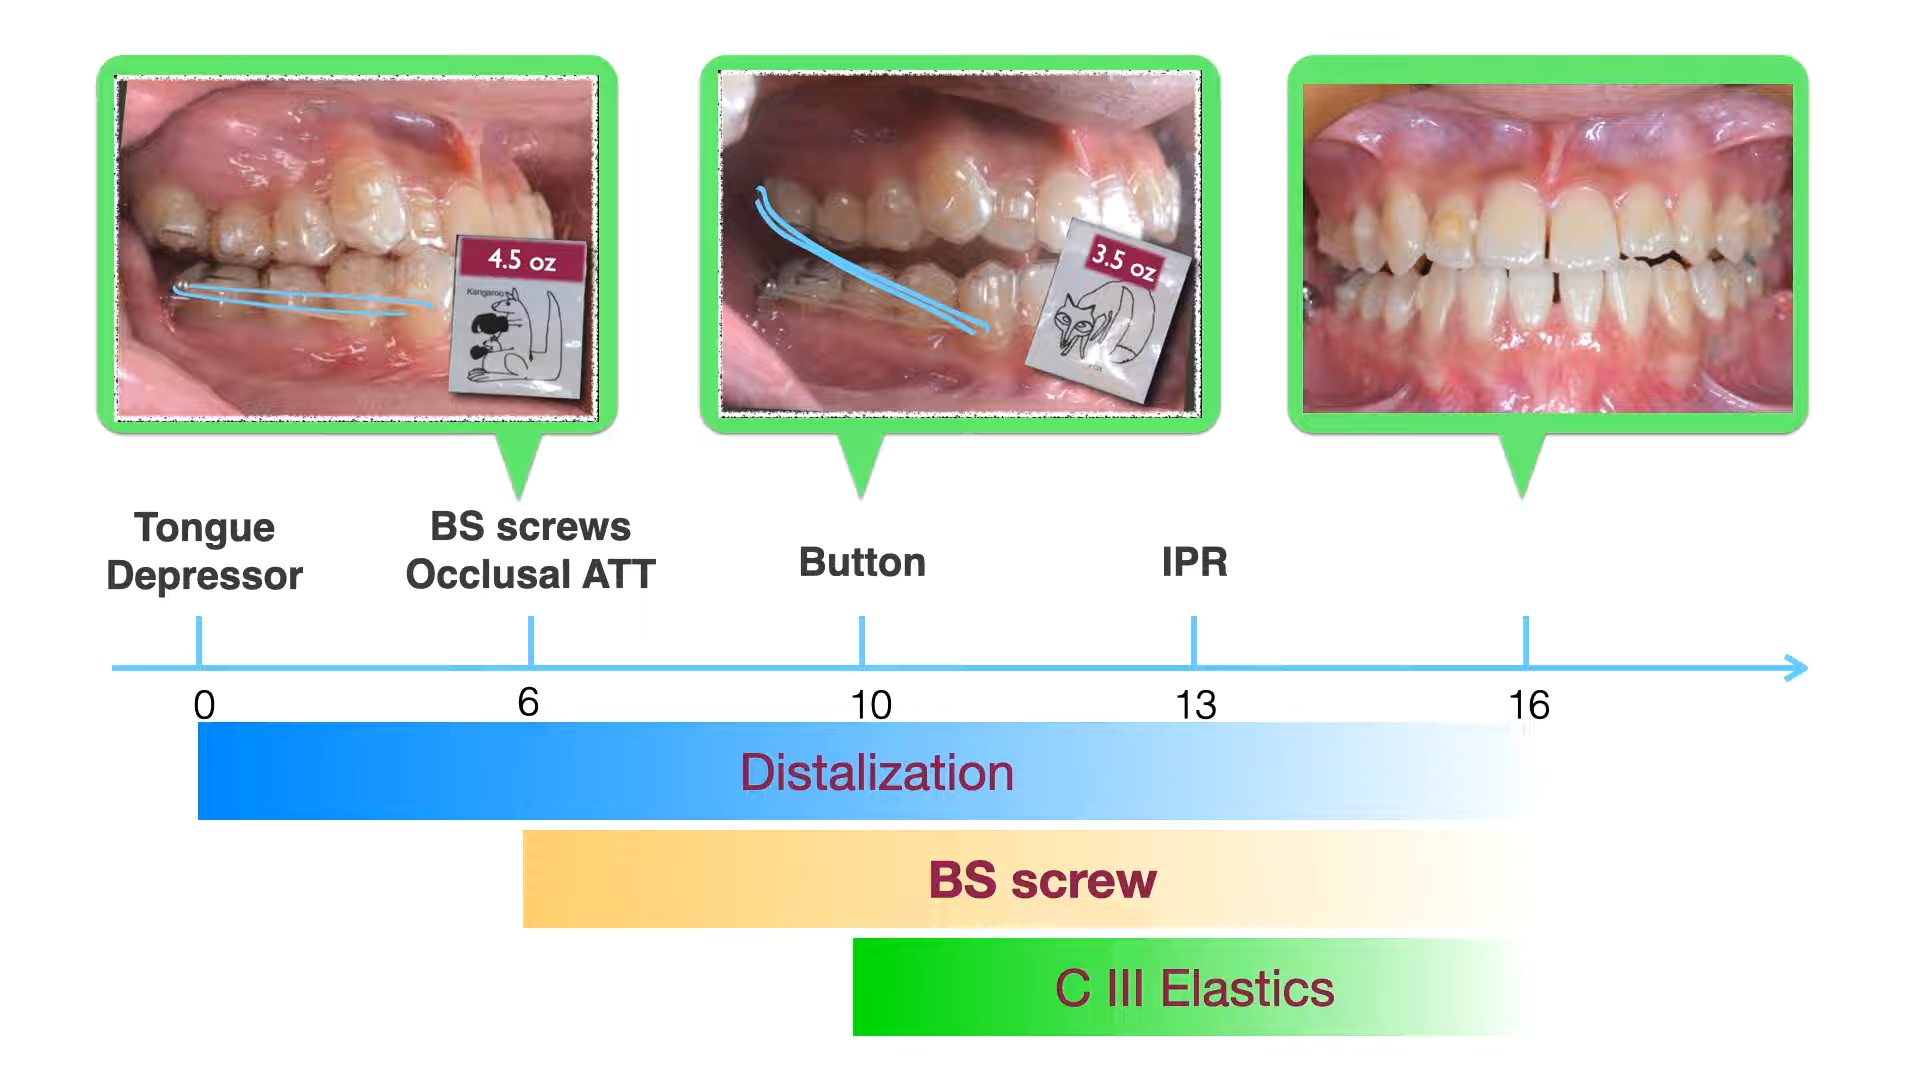 4.5 oz
Kangaroo
3.5 oz
FOX
Tongue
Depressor
BS screws
Occlusal ATT
Button
IPR
0
6
10
13
16
Distalization
BS screw
C III Elastics